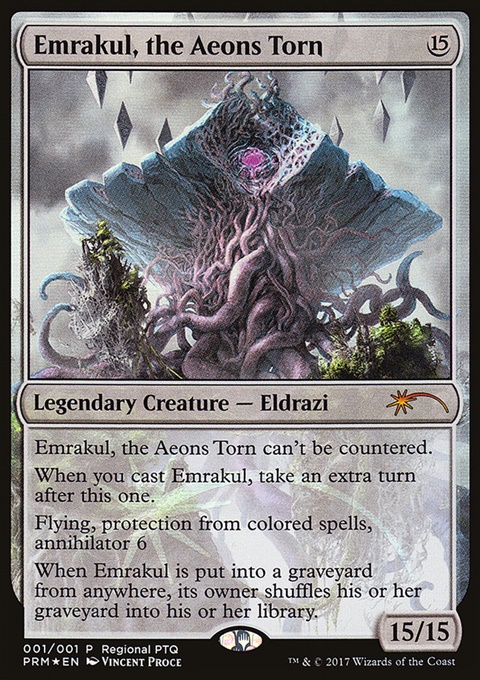 Emrakul, the Aeons Torn 15
Legendary Creature — Eldrazi
Emrakul, the Aeons Torn can't be countered.
When you cast Emrakul, take an extra turn
after this one.
Flying, protection from colored spells,
annihilator 6
When Emrakul is put into a graveyard
from anywhere, its owner shuffles his or her
graveyard into his or her library.
15/15
001/001 P Regional PTQ
PRM★EN Vincent Proce
™ & © 2017 Wizards of the Coast